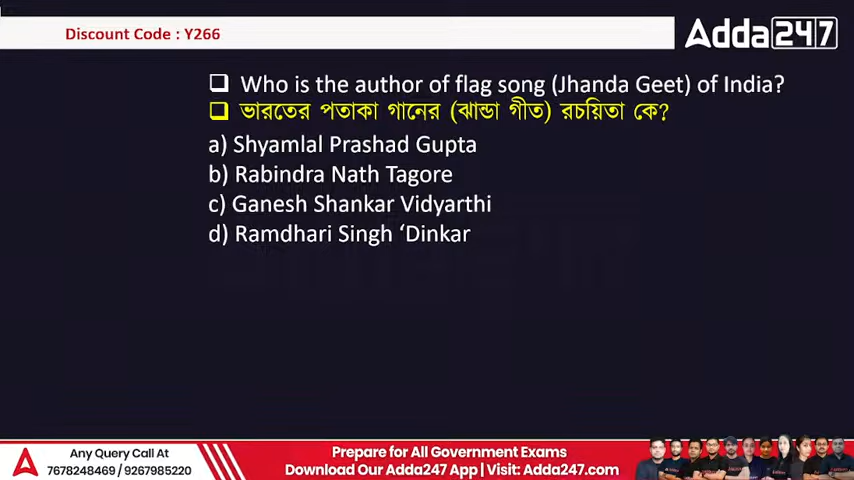 Discount Code : Y266
Adda247
❑ Who is the author of flag song (Jhanda Geet) of India?
❑ ভারতের পতাকা গানের (ঝান্ডা গীত) রচয়িতা কে?
a) Shyamlal Prashad Gupta
b) Rabindra Nath Tagore
c) Ganesh Shankar Vidyarthi
d) Ramdhari Singh ‘Dinkar
Any Query Call At
7678248469 / 9267985220
Prepare for All Government Exams
Download Our Adda247 App | Visit: Adda247.com